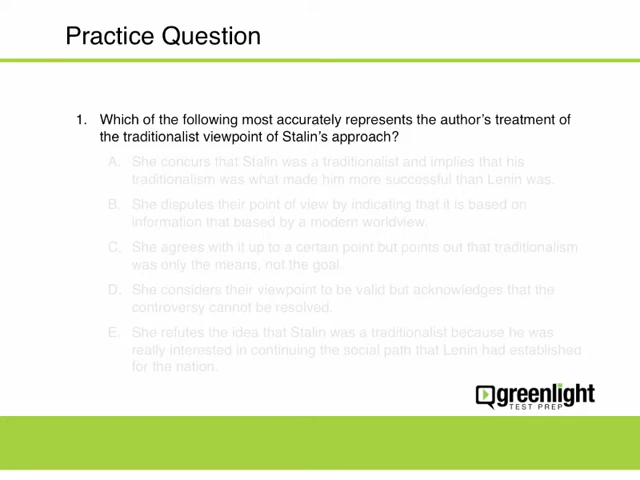 Practice Question
1. Which of the following most accurately represents the author's treatment of
the traditionalist viewpoint of Stalin's approach?
A. She concurs that Stalin was a traditionalist and implies that his
traditionalism was what made him more successful than Lenin was.
B. She disputes their point of view by indicating that it is based on
information that biased by a modern worldview.
C. She agrees with it up to a certain point but points out that traditionalism
was only the means, not the goal.
D. She considers their viewpoint to be valid but acknowledges that the
controversy cannot be resolved.
E. She refutes the idea that Stalin was a traditionalist because he was
really interested in continuing the social path that Lenin had established
for the nation.
greenlight
TEST PREP